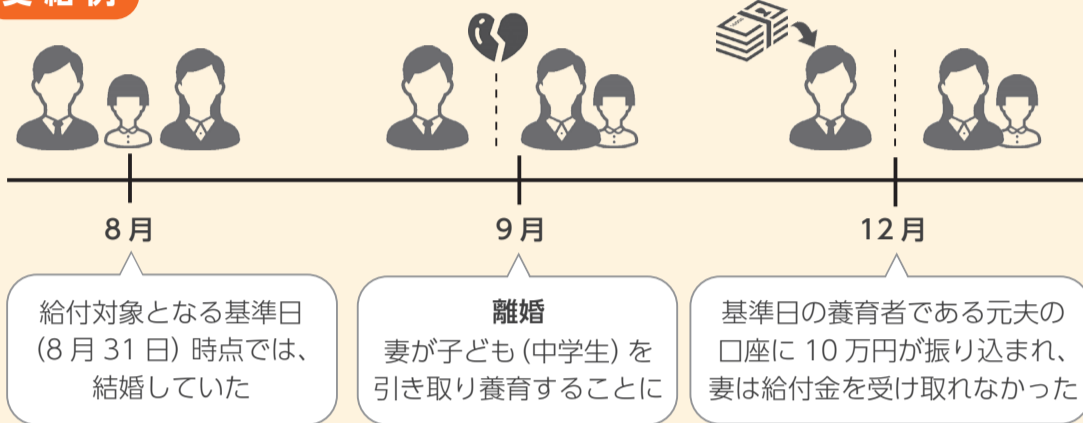 給例
8月
9月
12月
給付対象となる基準日
(8月31日) 時点では、
結婚していた
離婚
妻が子ども(中学生)を
引き取り養育することに
基準日の養育者である元夫の
口座に10万円が振り込まれ、
妻は給付金を受け取れなかった